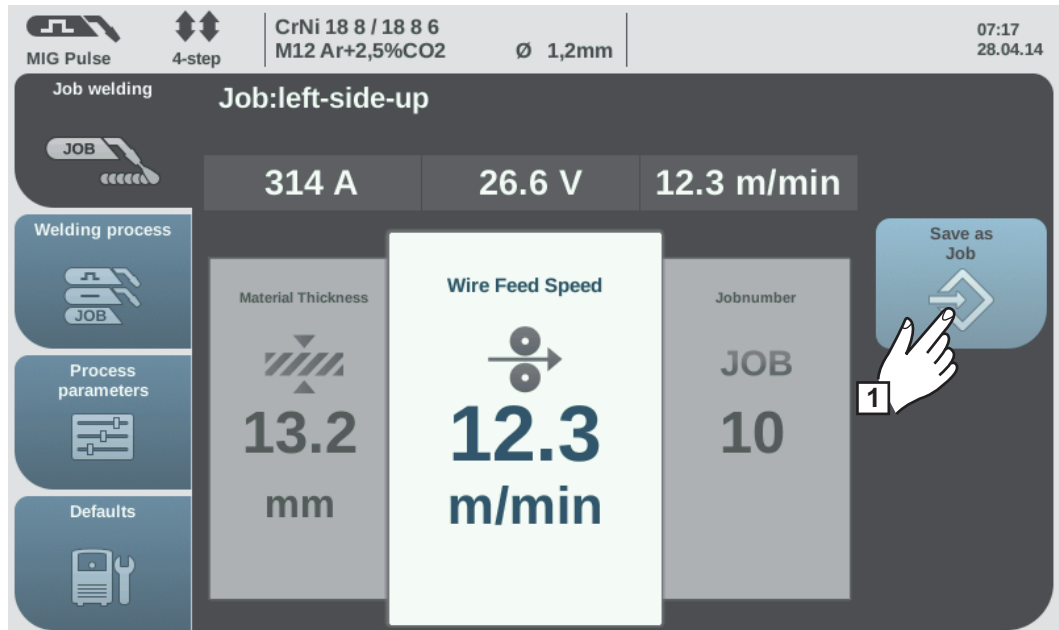 MIG Pulse
4-step
CrNi 18 8 / 18 8 6
M12 Ar+2,5%CO2 Ø 1,2mm
07:17
28.04.14
Job welding
JOB
Job:left-side-up
314 A 26.6 V 12.3 m/min
Welding process
JOB
Process
parameters
Defaults
Material Thickness
13.2
mm
Wire Feed Speed
12.3
m/min
Jobnumber
JOB
10
Save as
Job
1